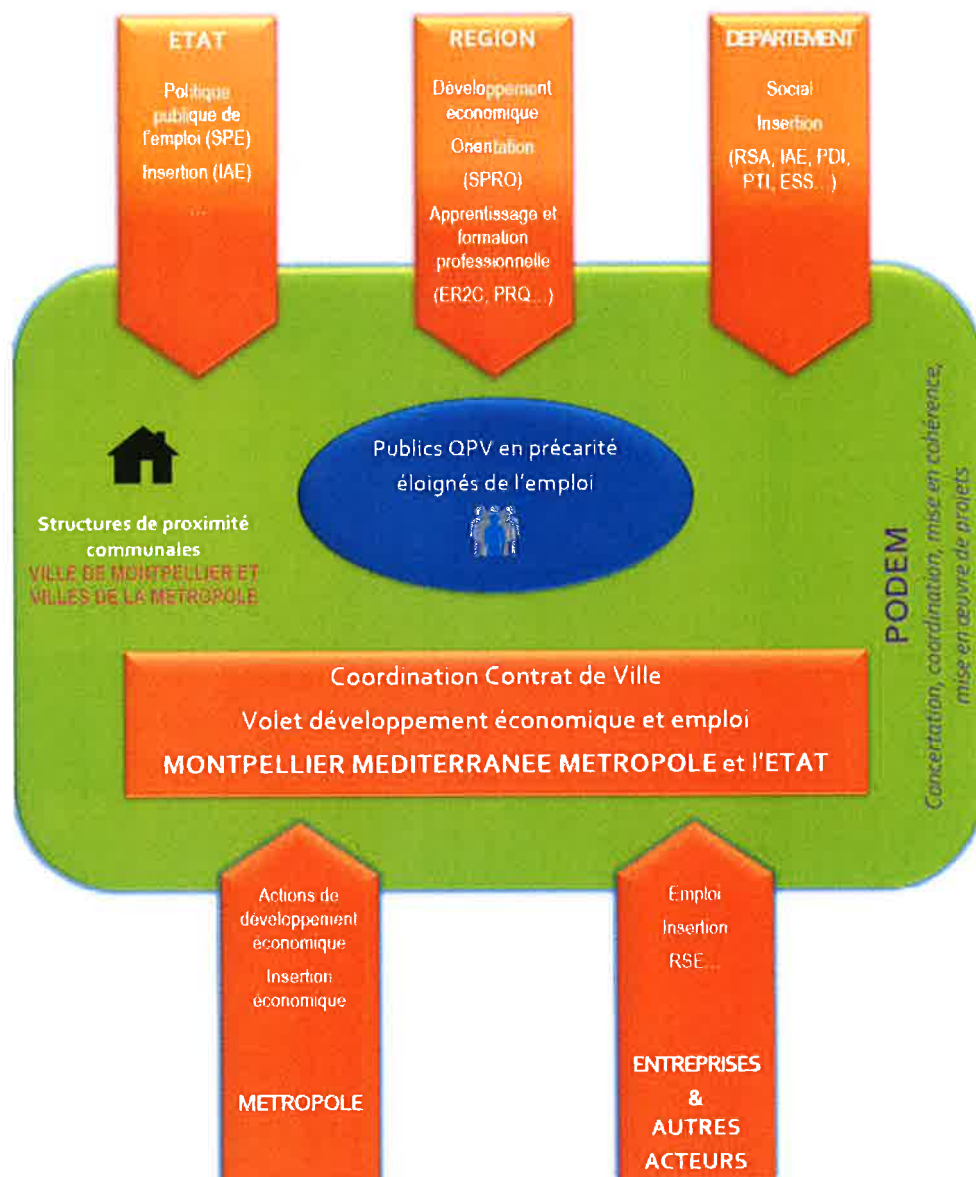 ETAT
Politique
publique de
l'emploi (SPE)
Insertion (IAE)
...
REGION
Développement
économique
Orientation
(SPRO)
Apprentissage et
formation
professionnelle
(ER2C, PRQ...)
DEPARTEMENT
Social
Insertion
(RSA, IAE, PDI,
PTI, ESS...)
Publics QPV en précarité
éloignés de l'emploi
Structures de proximité
communales
VILLE DE MONTPELLIER ET
VILLES DE LA METROPOLE
PODEM
Concertation, coordination, mise en cohérence,
mise en œuvre de projets
Coordination Contrat de Ville
Volet développement économique et emploi
MONTPELLIER MEDITERRANEE METROPOLE et l'ETAT
Actions de
développement
économique
Insertion
économique
METROPOLE
Emploi
Insertion
RSE...
ENTREPRISES
&
AUTRES
ACTEURS